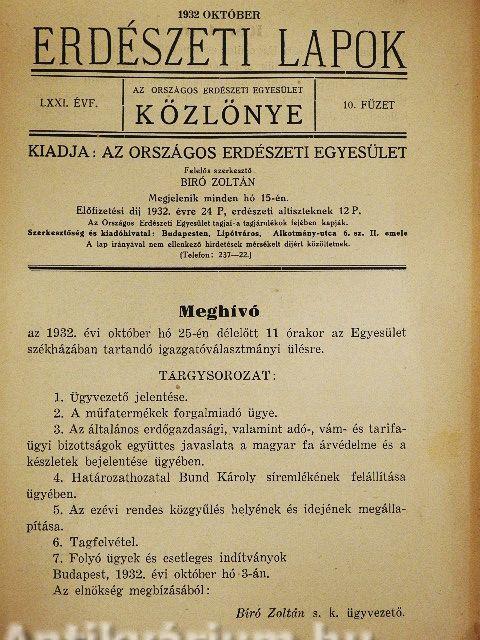 1932 OKTÓBER
ERDÉSZETI LAPOK
LXXI. ÉVF.
AZ ORSZÁGOS ERDÉSZETI EGYESÜLET
KÖZLÖNYE
10. FÜZET
KIADJA: AZ ORSZÁGOS ERDÉSZETI EGYESÜLET
Felelős szerkesztő
BIRÓ ZOLTÁN
Megjelenik minden hó 15-én.
Előfizetési díj 1932. évre 24 P, erdészeti altiszteknek 12 P.
Az Országos Erdészeti Egyesület tagjai a tagjárulékok fejében kapják.
Szerkesztőség és kiadóhivatal: Budapesten, Lipótváros, Alkotmány-utca 6. sz. II. emele
A lap irányával nem ellenkező hirdetések mérsékelt díjért közöltetnek.
(Telefon: 237—22.)
Meghívó
az 1932. évi október hó 25-én délelőtt 11 órakor az Egyesület
székházában tartandó igazgatóválasztmányi ülésre.
TÁRGYSOROZAT:
1. Ügyvezető jelentése.
2. A műfatermékek forgalmiadó ügye.
3. Az általános erdőgazdasági, valamint adó-, vám- és tarifa-
ügyi bizottságok együttes javaslata a magyar fa árvédelme és a
készletek bejelentése ügyében.
4. Határozathozatal Bund Károly síremlékének felállítása
ügyében.
5. Az ezévi rendes közgyűlés helyének és idejének megálla-
pítása.
6. Tagfelvétel.
7. Folyó ügyek és esetleges indítványok
Budapest, 1932. évi október hó 3-án.
Az elnökség megbízásából:
Biró Zoltán s. k. ügyvezető.
Antikvárium.hu